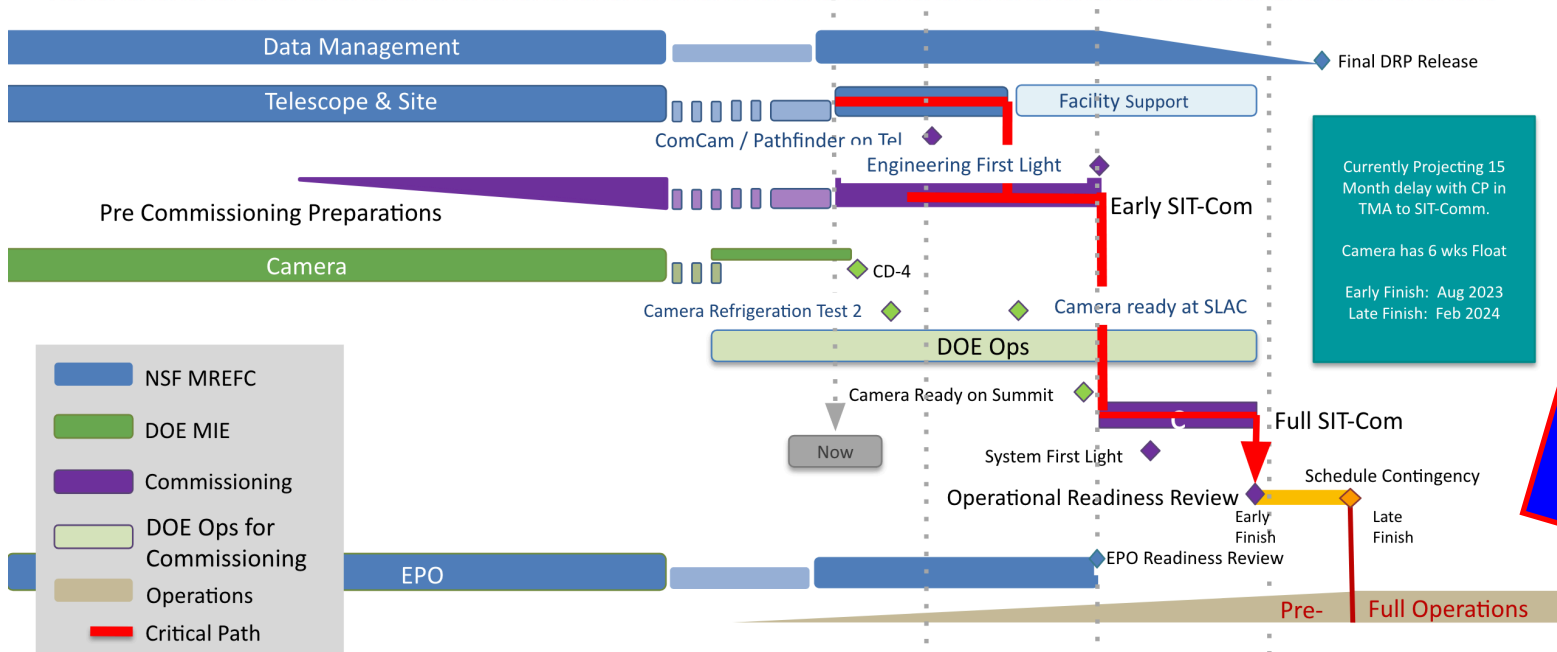 Data Management
Final DRP Release
Telescope & Site
Facility Support
ComCam / Pathfinder on Tel
Engineering First Light
Pre Commissioning Preparations
Early SIT-Com
Currently Projecting 15
Month delay with CP in
TMA to SIT-Comm.
Camera has 6 wks Float
Early Finish: Aug 2023
Late Finish: Feb 2024
Camera
CD-4
Camera Refrigeration Test 2
Camera ready at SLAC
DOE Ops
Camera Ready on Summit
Now
C
Full SIT-Com
System First Light
Schedule Contingency
Operational Readiness Review
Early
Finish
Late
Finish
EPO Readiness Review
EPO
Pre-
Full Operations
NSF MREFC
DOE MIE
Commissioning
DOE Ops for
Commissioning
Operations
Critical Path